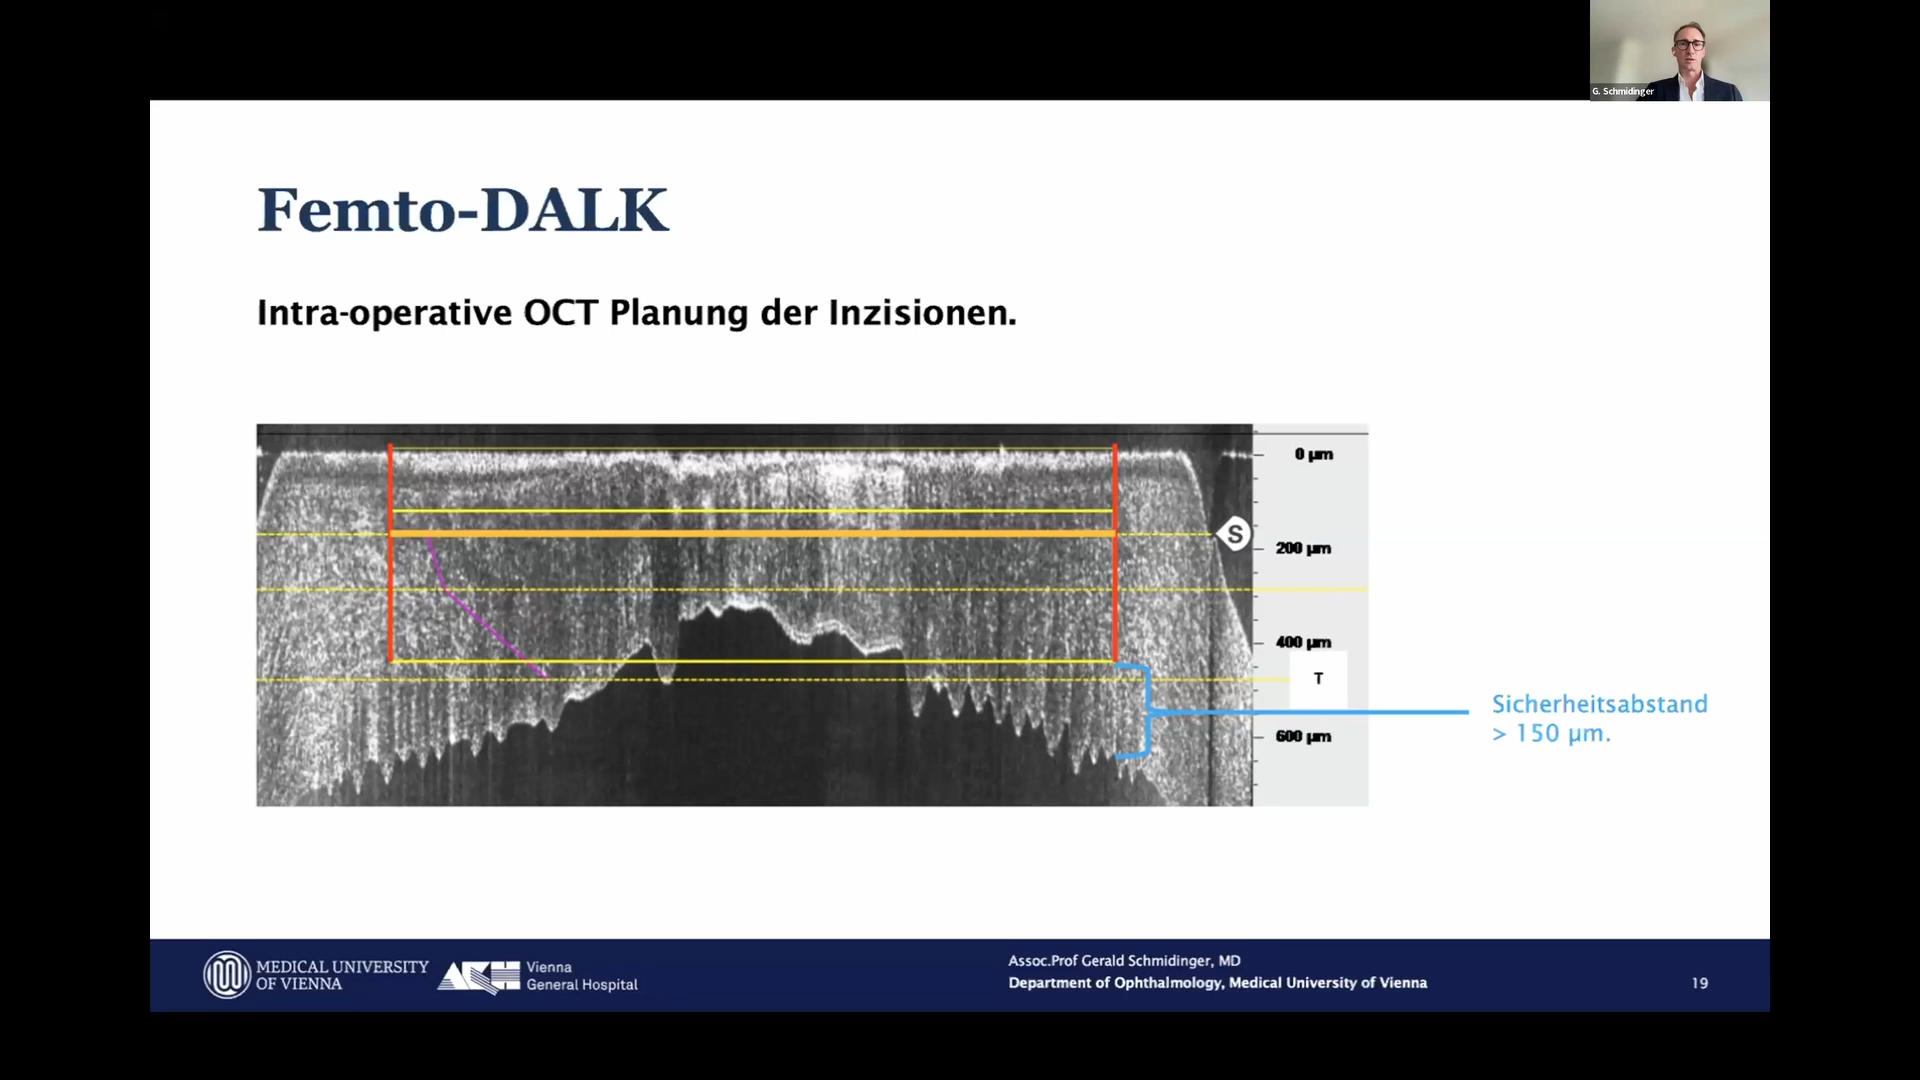 G. Schmidinger
Femto-DALK
Intra-operative OCT Planung der Inzisionen.
0 µm
S
200 µm
400 µm
T
600 µm
Sicherheitsabstand
> 150 µm.
MEDICAL UNIVERSITY
OF VIENNA
AKH
Vienna
General Hospital
Assoc.Prof Gerald Schmidinger, MD
Department of Ophthalmology, Medical University of Vienna
19